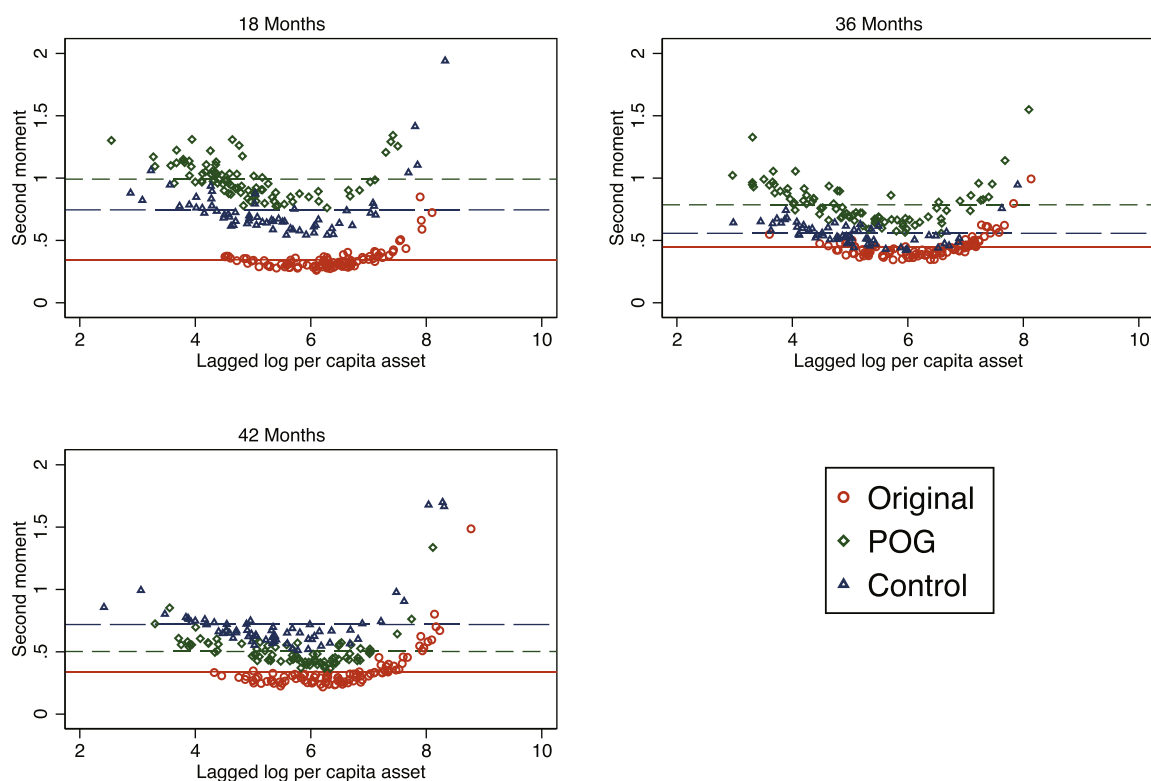 18 Months
2
1.5
1
.5
0
Second moment
2 4 6 8 10
Lagged log per capita asset
36 Months
2
1.5
1
.5
0
Second moment
2 4 6 8 10
Lagged log per capita asset
42 Months
2
1.5
1
.5
0
Second moment
2 4 6 8 10
Lagged log per capita asset
Original
POG
Control